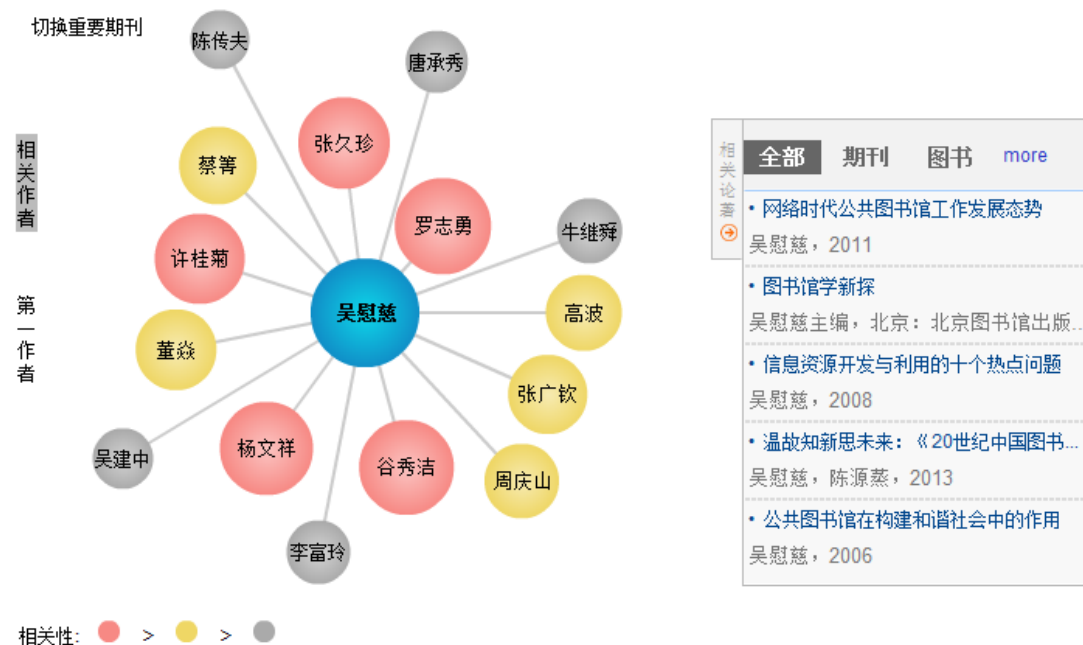 切换重要期刊
陈传夫
唐承秀
张久珍
蔡箐
罗志勇
牛继舜
许桂菊
吴慰慈
高波
董焱
张广钦
杨文祥
谷秀洁
吴建中
周庆山
李富玲
相关作者
第一作者
相关性: > >
相关论著
全部 期刊 图书 more
• 网络时代公共图书馆工作发展态势
吴慰慈，2011
• 图书馆学新探
吴慰慈主编，北京：北京图书馆出版...
• 信息资源开发与利用的十个热点问题
吴慰慈，2008
• 温故知新思未来：《20世纪中国图书...
吴慰慈，陈源蒸，2013
• 公共图书馆在构建和谐社会中的作用
吴慰慈，2006